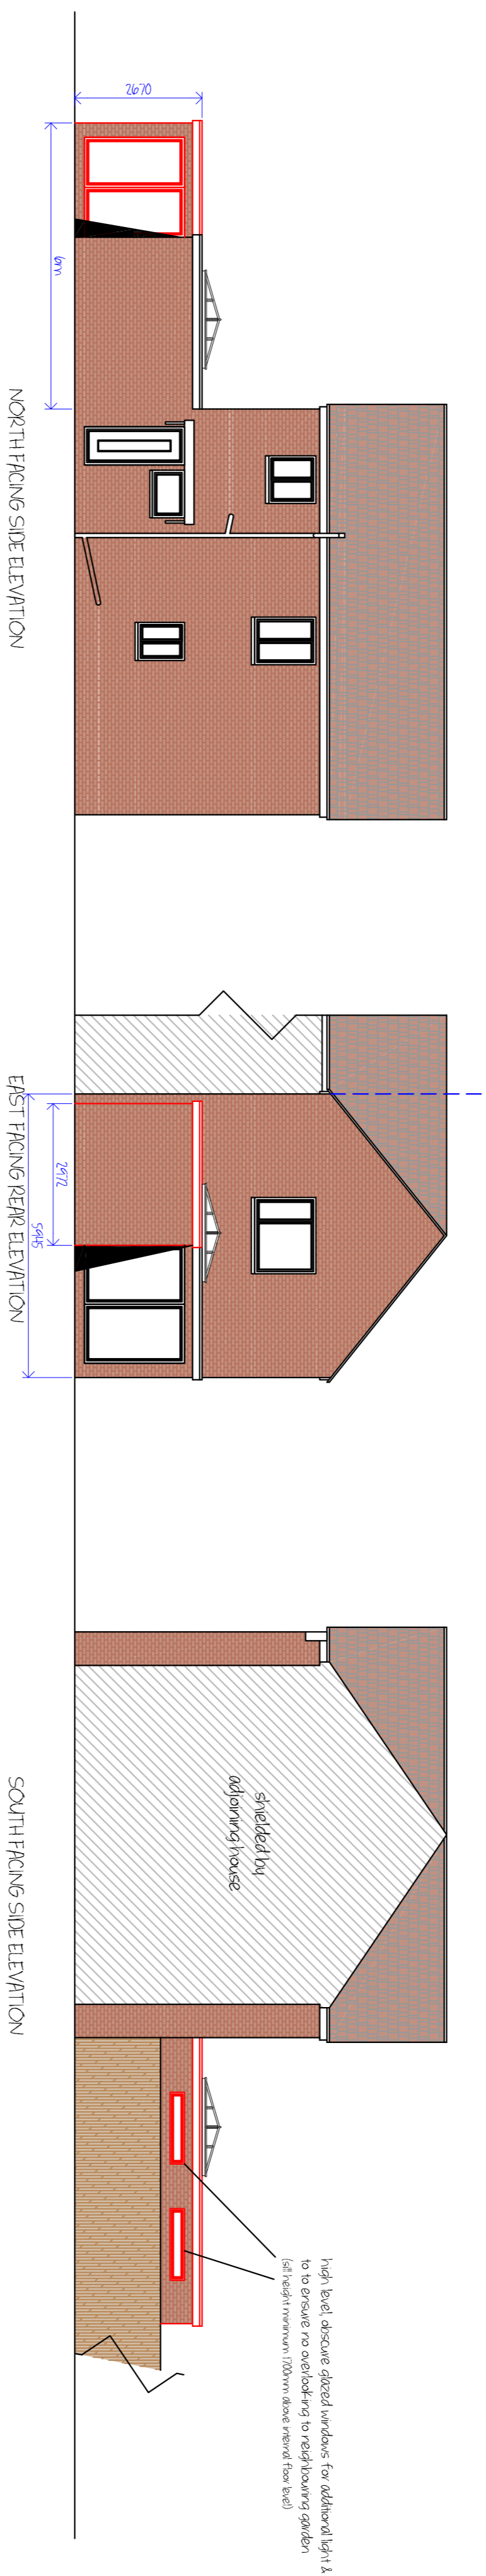 2670
6m
NORTH FACING SIDE ELEVATION
2972
5945
EAST FACING REAR ELEVATION
shielded by
adjoining house
SOUTH FACING SIDE ELEVATION
high level, obscure glazed windows for additional light &
to to ensure no overlooking to neighbouring garden
(sill height minimum 1700mm above internal floor level)